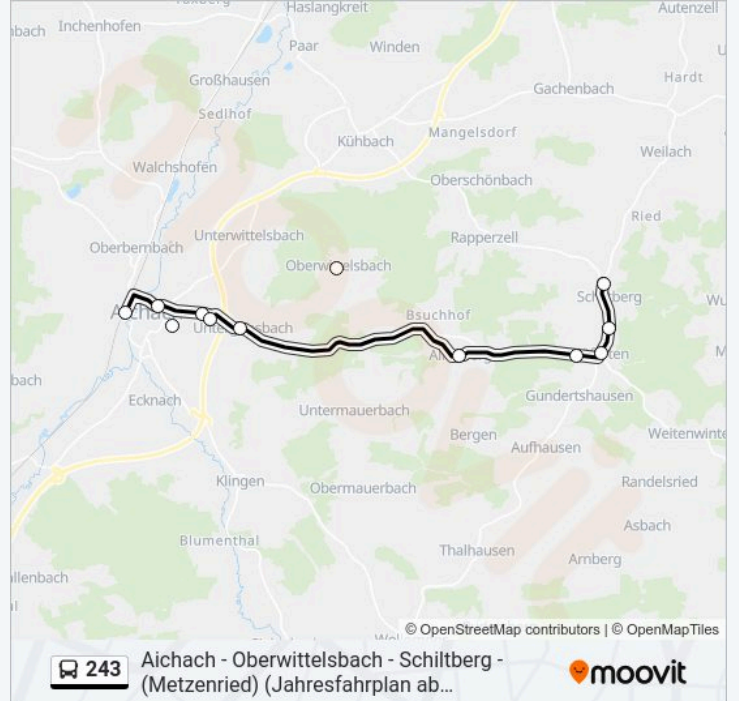 Haslangkreit
Autenzell
Inchenhofen
Paar
Winden
Großhausen
Hardt
Gachenbach
Sedlhof
Mangelsdorf
Kühbach
Weilach
Walchshofen
Oberschönbach
Ried
Unterwittelsbach
Rapperzell
Oberbernbach
Bsuchhof
Gundertshausen
Ecknach
Untermauerbach
Bergen
Aufhausen
Klingen
Obermauerbach
Randelsried
Asbach
Blumenthal
Thalhausen
Arnberg
© OpenStreetMap contributors | © OpenMapTiles
243
Aichach - Oberwittelsbach - Schiltberg -
(Metzenried) (Jahresfahrplan ab...
moovit